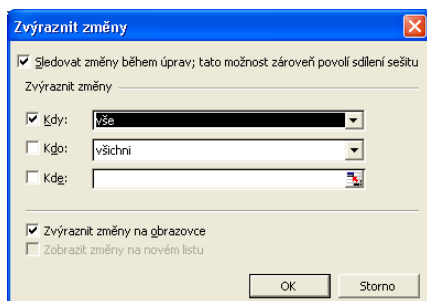 Zvýraznit změny
Sledovat změny během úprav; tato možnost zároveň povolí sdílení sešitu
Zvýraznit změny
Kdy: vše
Kdo: všichni
Kde:
Zvýraznit změny na obrazovce
Zobrazit změny na novém listu
OK Storno